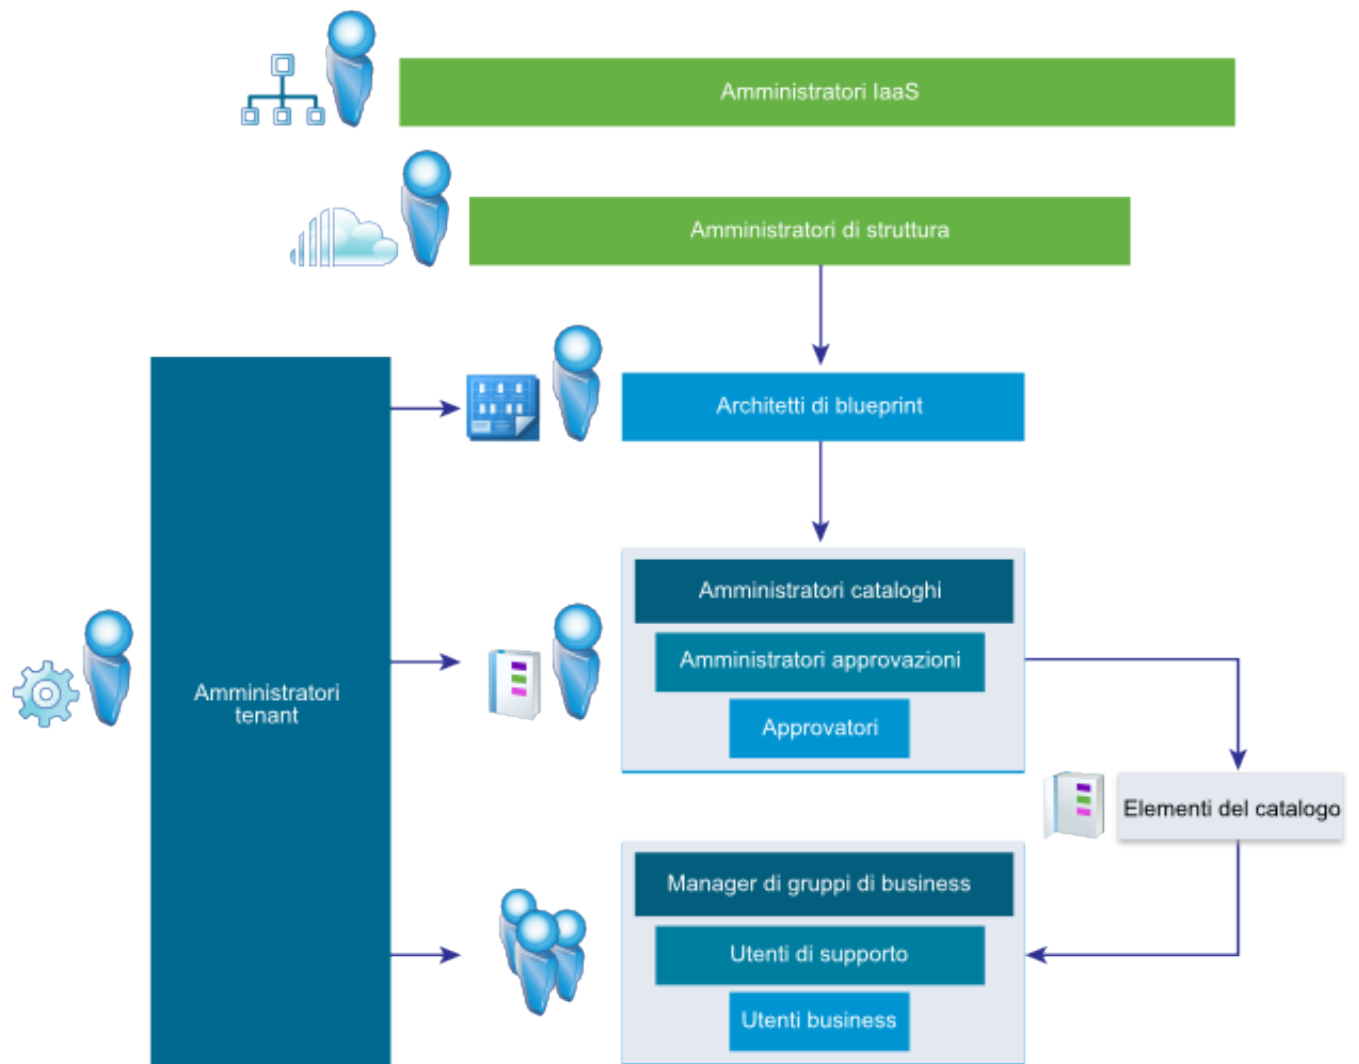 Amministratori IaaS
Amministratori di struttura
Architetti di blueprint
Amministratori cataloghi
Amministratori approvazioni
Approvatori
Amministratori
tenant
Elementi del catalogo
Manager di gruppi di business
Utenti di supporto
Utenti business